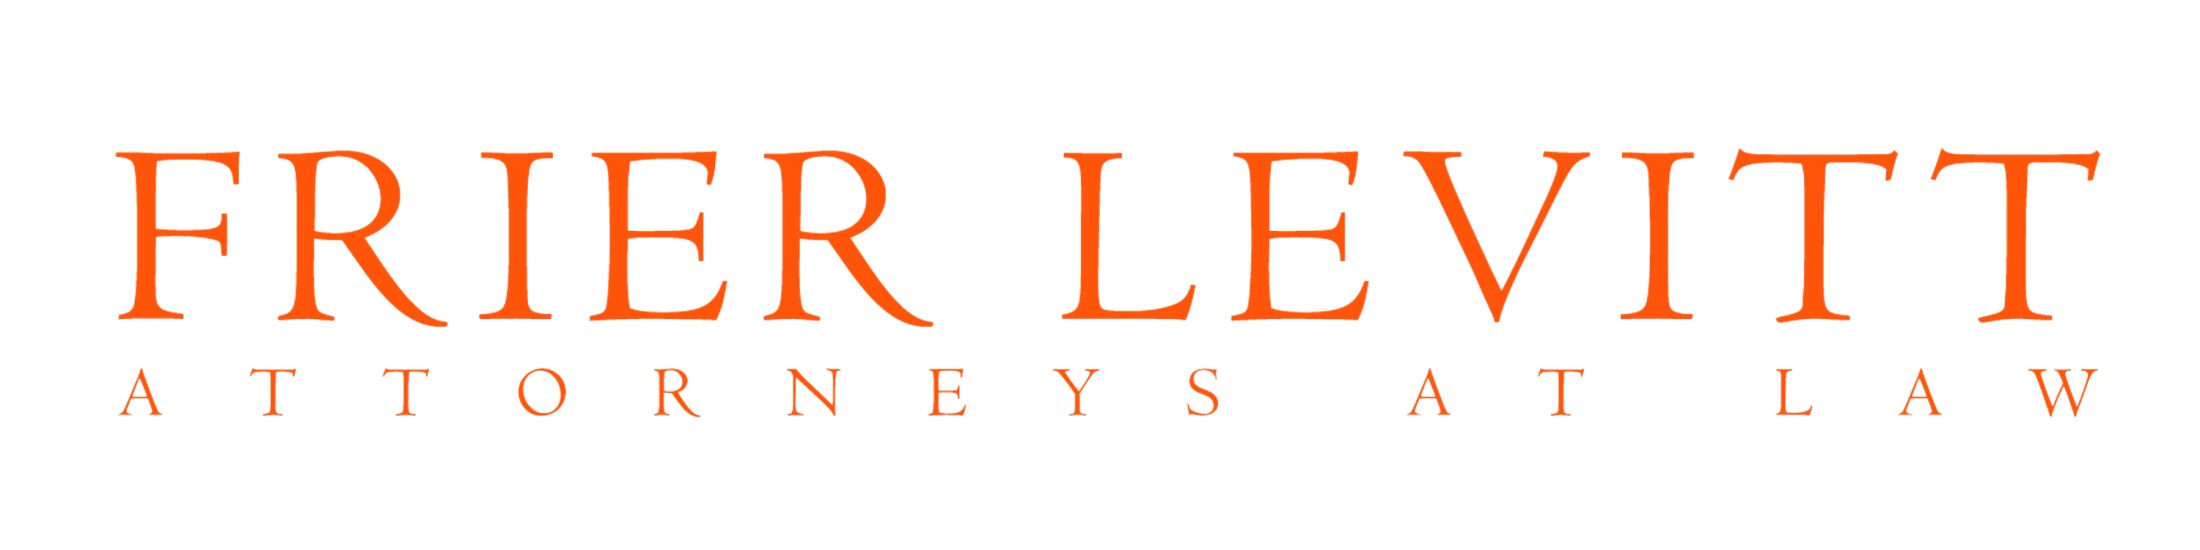 FRIER LEVITT
ATTORNEYS AT LAW